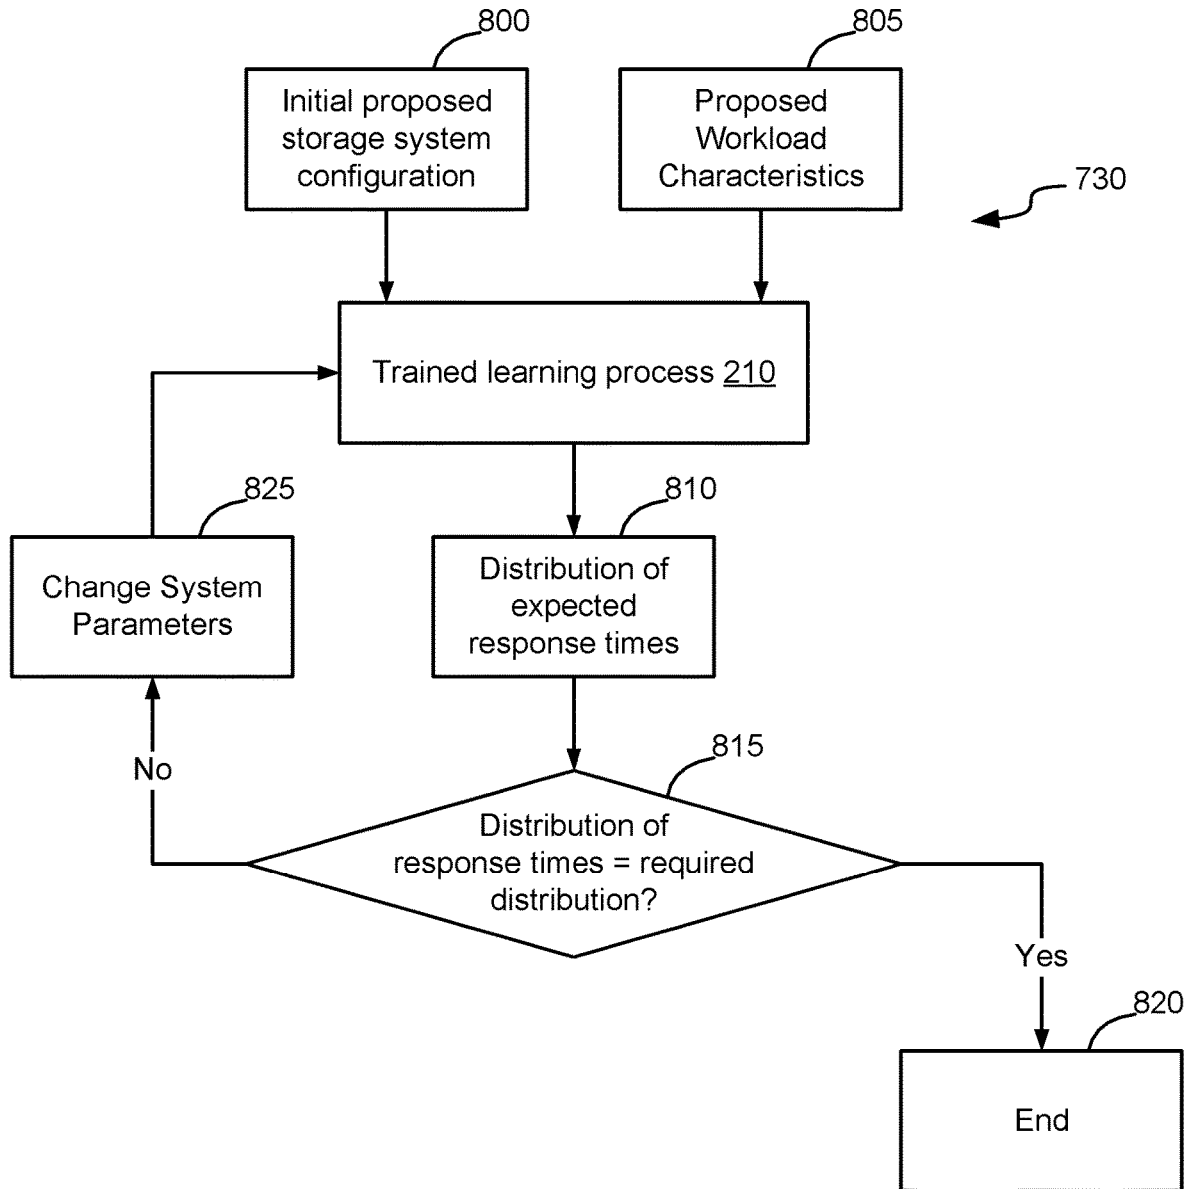 800
805
Initial proposed
storage system
configuration
Proposed
Workload
Characteristics
730
Trained learning process 210
825
810
Change System
Parameters
Distribution of
expected
response times
815
No
Distribution of
response times = required
distribution?
Yes
820
End